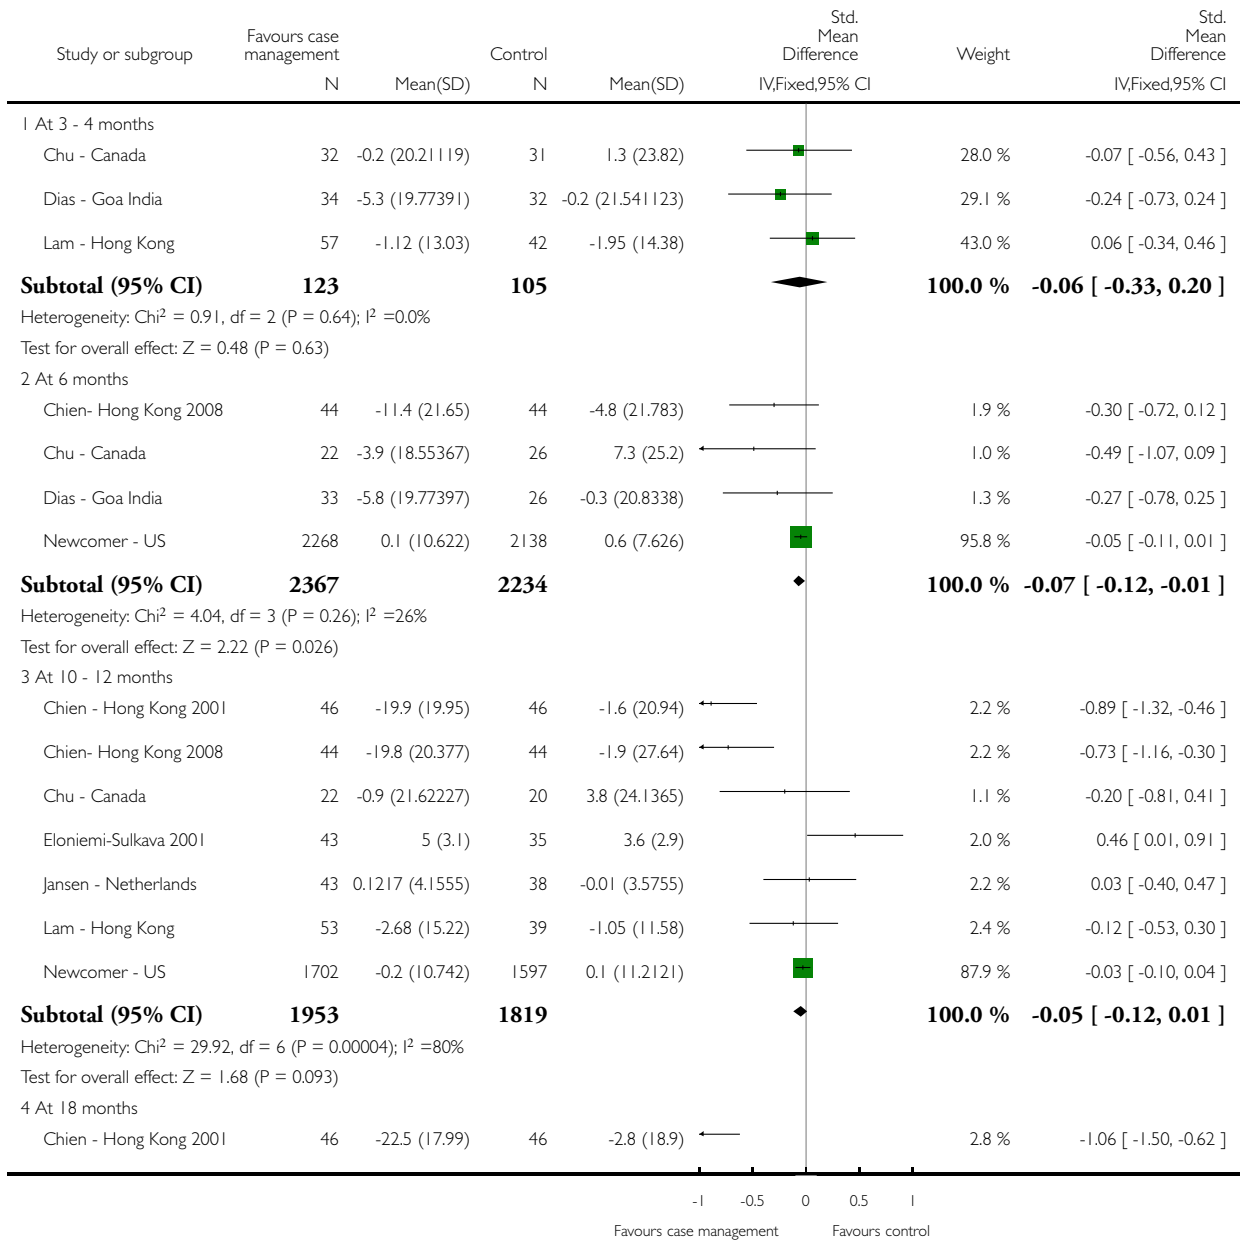 Study or subgroup Favours case management Control Std. Mean Difference Weight Std. Mean Difference
N Mean(SD) N Mean(SD) IV,Fixed,95% CI IV,Fixed,95% CI
1 At 3 - 4 months
Chu - Canada 32 -0.2 (20.21119) 31 1.3 (23.82) 28.0 % -0.07 [ -0.56, 0.43 ]
Dias - Goa India 34 -5.3 (19.77391) 32 -0.2 (21.541123) 29.1 % -0.24 [ -0.73, 0.24 ]
Lam - Hong Kong 57 -1.12 (13.03) 42 -1.95 (14.38) 43.0 % 0.06 [ -0.34, 0.46 ]
Subtotal (95% CI) 123 105 100.0 % -0.06 [ -0.33, 0.20 ]
Heterogeneity: Chi² = 0.91, df = 2 (P = 0.64); I² =0.0%
Test for overall effect: Z = 0.48 (P = 0.63)
2 At 6 months
Chien- Hong Kong 2008 44 -11.4 (21.65) 44 -4.8 (21.783) 1.9 % -0.30 [ -0.72, 0.12 ]
Chu - Canada 22 -3.9 (18.55367) 26 7.3 (25.2) 1.0 % -0.49 [ -1.07, 0.09 ]
Dias - Goa India 33 -5.8 (19.77397) 26 -0.3 (20.8338) 1.3 % -0.27 [ -0.78, 0.25 ]
Newcomer - US 2268 0.1 (10.622) 2138 0.6 (7.626) 95.8 % -0.05 [ -0.11, 0.01 ]
Subtotal (95% CI) 2367 2234 100.0 % -0.07 [ -0.12, -0.01 ]
Heterogeneity: Chi² = 4.04, df = 3 (P = 0.26); I² =26%
Test for overall effect: Z = 2.22 (P = 0.026)
3 At 10 - 12 months
Chien - Hong Kong 2001 46 -19.9 (19.95) 46 -1.6 (20.94) 2.2 % -0.89 [ -1.32, -0.46 ]
Chien- Hong Kong 2008 44 -19.8 (20.377) 44 -1.9 (27.64) 2.2 % -0.73 [ -1.16, -0.30 ]
Chu - Canada 22 -0.9 (21.62227) 20 3.8 (24.1365) 1.1 % -0.20 [ -0.81, 0.41 ]
Eloniemi-Sulkava 2001 43 5 (3.1) 35 3.6 (2.9) 2.0 % 0.46 [ 0.01, 0.91 ]
Jansen - Netherlands 43 0.1217 (4.1555) 38 -0.01 (3.5755) 2.2 % 0.03 [ -0.40, 0.47 ]
Lam - Hong Kong 53 -2.68 (15.22) 39 -1.05 (11.58) 2.4 % -0.12 [ -0.53, 0.30 ]
Newcomer - US 1702 -0.2 (10.742) 1597 0.1 (11.2121) 87.9 % -0.03 [ -0.10, 0.04 ]
Subtotal (95% CI) 1953 1819 100.0 % -0.05 [ -0.12, 0.01 ]
Heterogeneity: Chi² = 29.92, df = 6 (P = 0.00004); I² =80%
Test for overall effect: Z = 1.68 (P = 0.093)
4 At 18 months
Chien - Hong Kong 2001 46 -22.5 (17.99) 46 -2.8 (18.9) 2.8 % -1.06 [ -1.50, -0.62 ]
-1 -0.5 0 0.5 1
Favours case management Favours control